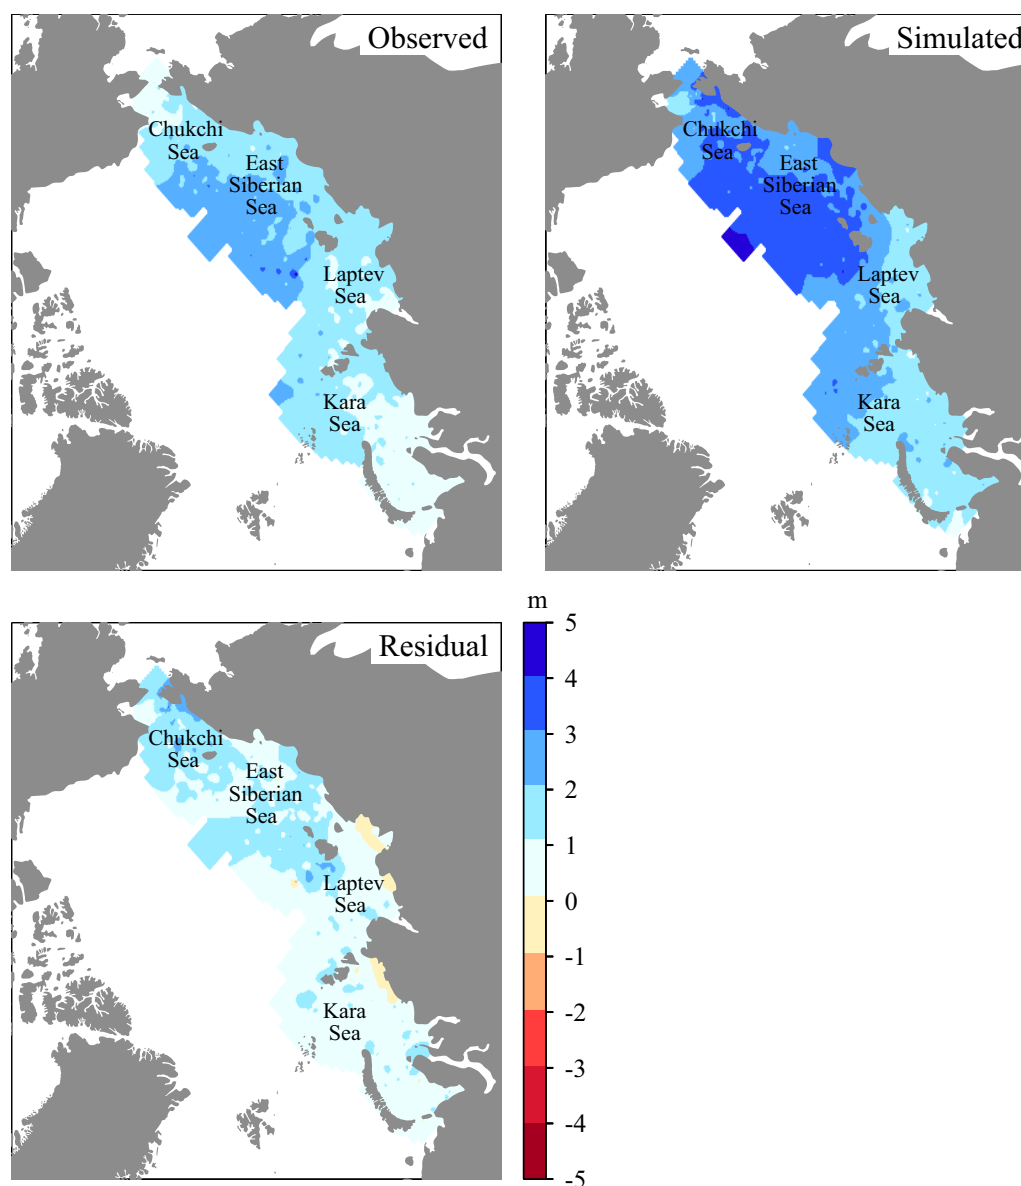 Observed
Chukchi
Sea
East
Siberian
Sea
Laptev
Sea
Kara
Sea
Simulated
Chukchi
Sea
East
Siberian
Sea
Laptev
Sea
Kara
Sea
Residual
Chukchi
Sea
East
Siberian
Sea
Laptev
Sea
Kara
Sea
m
5
4
3
2
1
0
-1
-2
-3
-4
-5